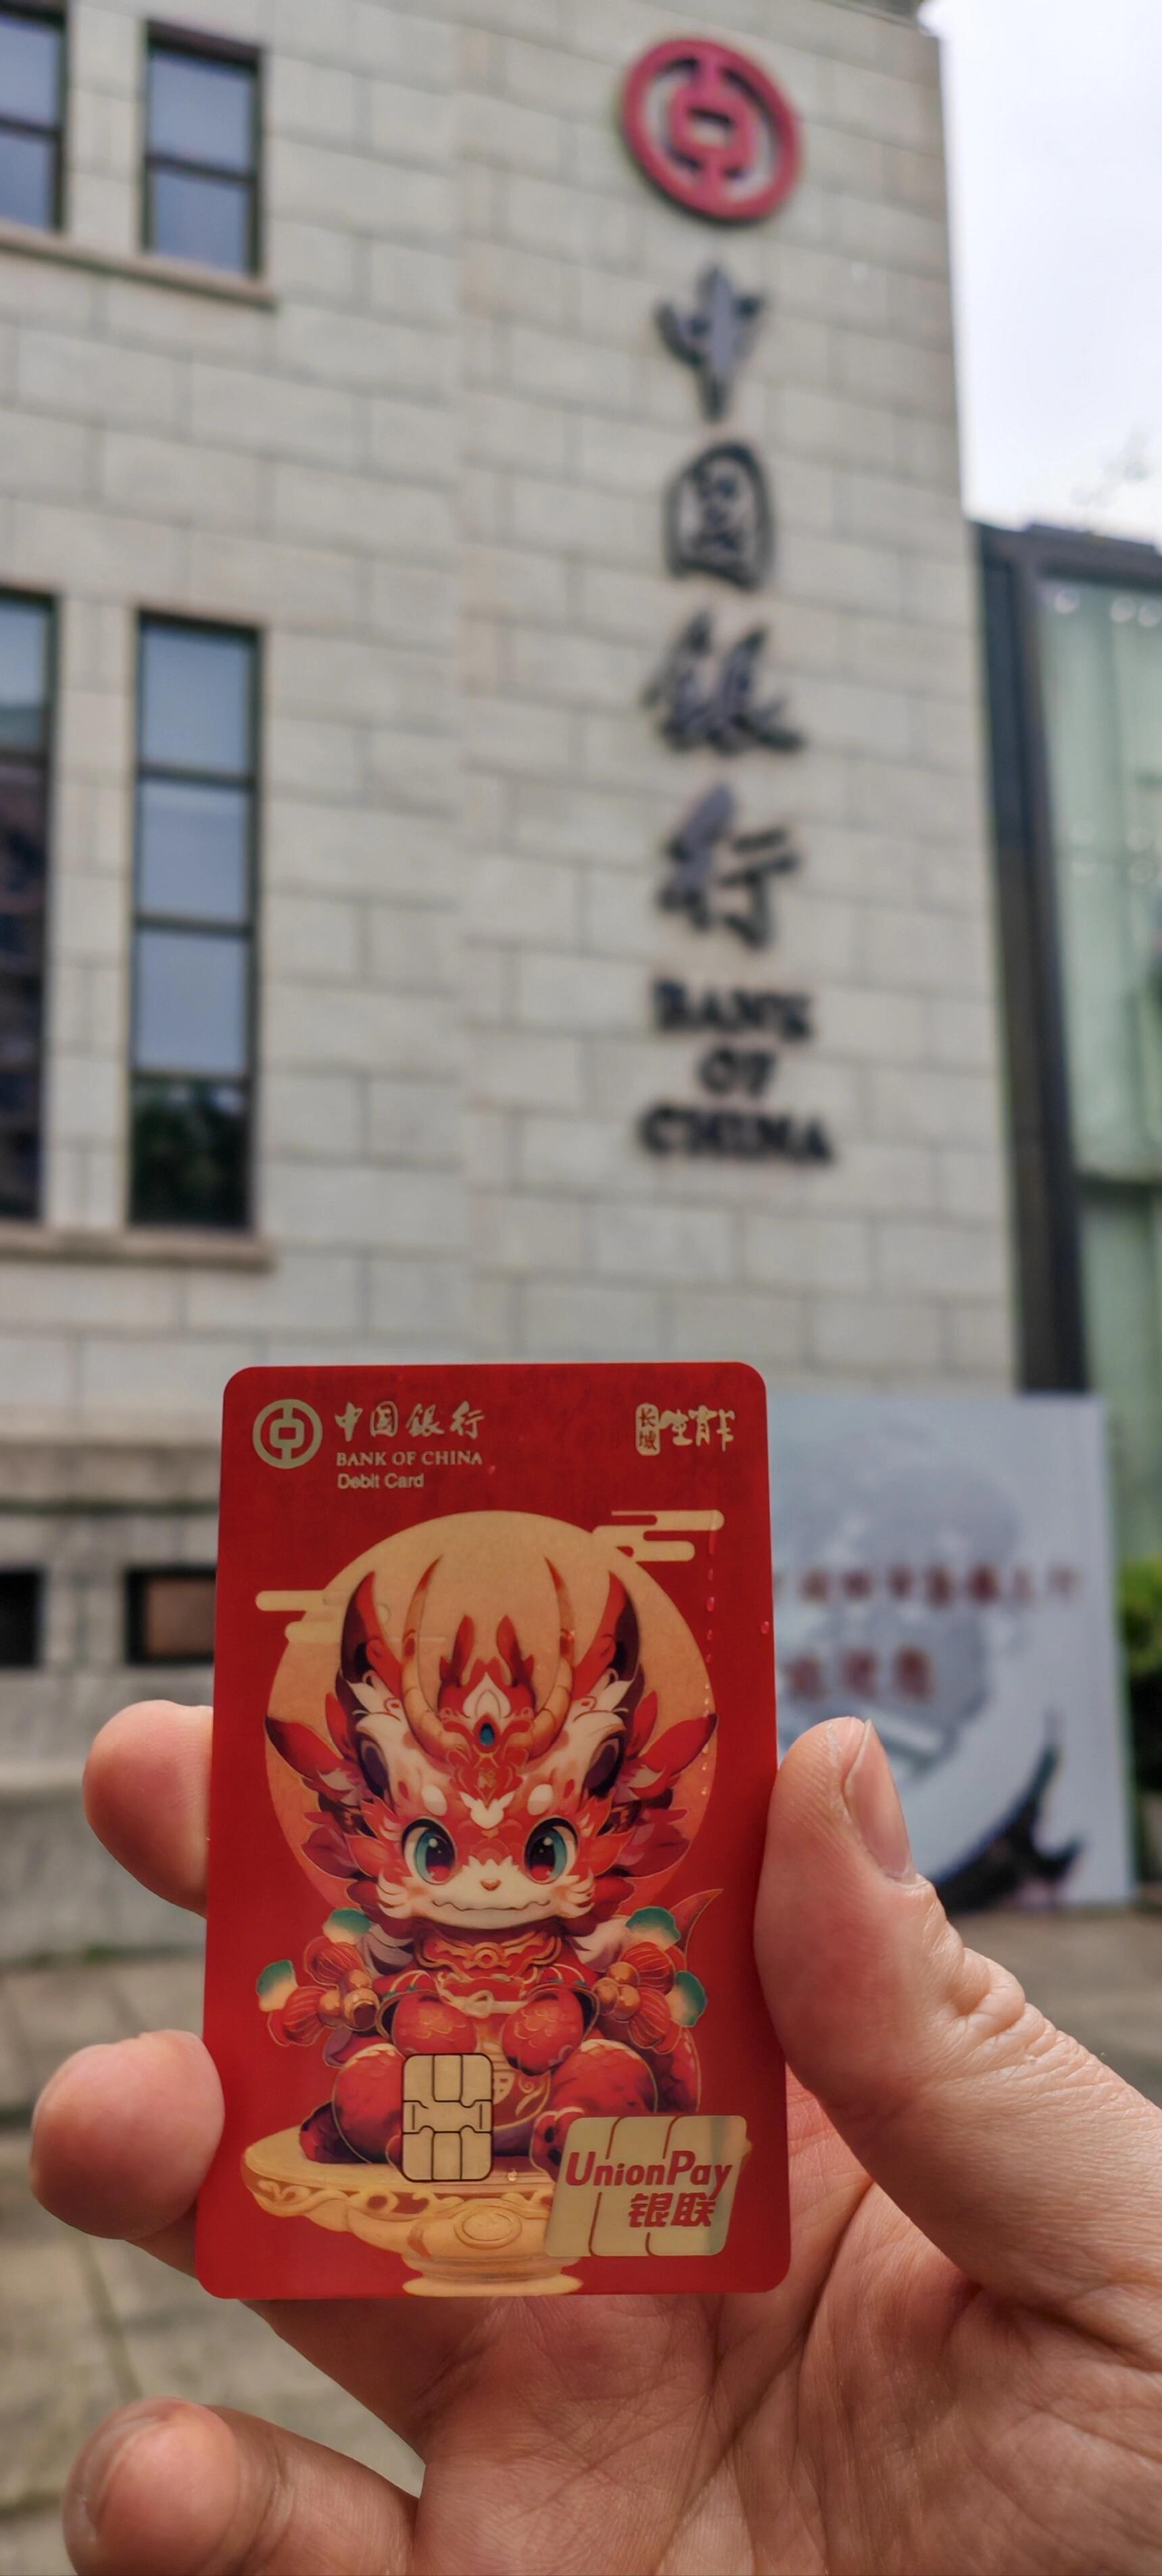 中
国
银
行
BANK
OF
CHINA
中国银行
BANK OF CHINA
Debit Card
长城
生肖卡
UnionPay
银联